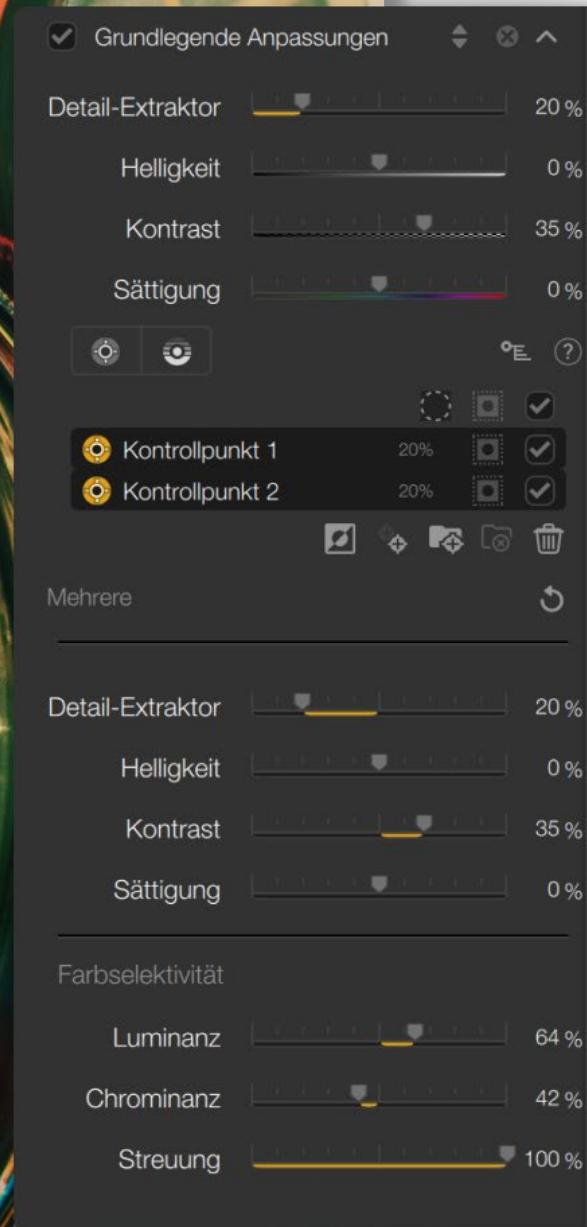 Grundlegende Anpassungen
Detail-Extraktor 20 %
Helligkeit 0 %
Kontrast 35 %
Sättigung 0 %
?
Kontrollpunkt 1 20%
Kontrollpunkt 2 20%
Mehrere
Detail-Extraktor 20 %
Helligkeit 0 %
Kontrast 35 %
Sättigung 0 %
Farbselektivität
Luminanz 64 %
Chrominanz 42 %
Streuung 100 %